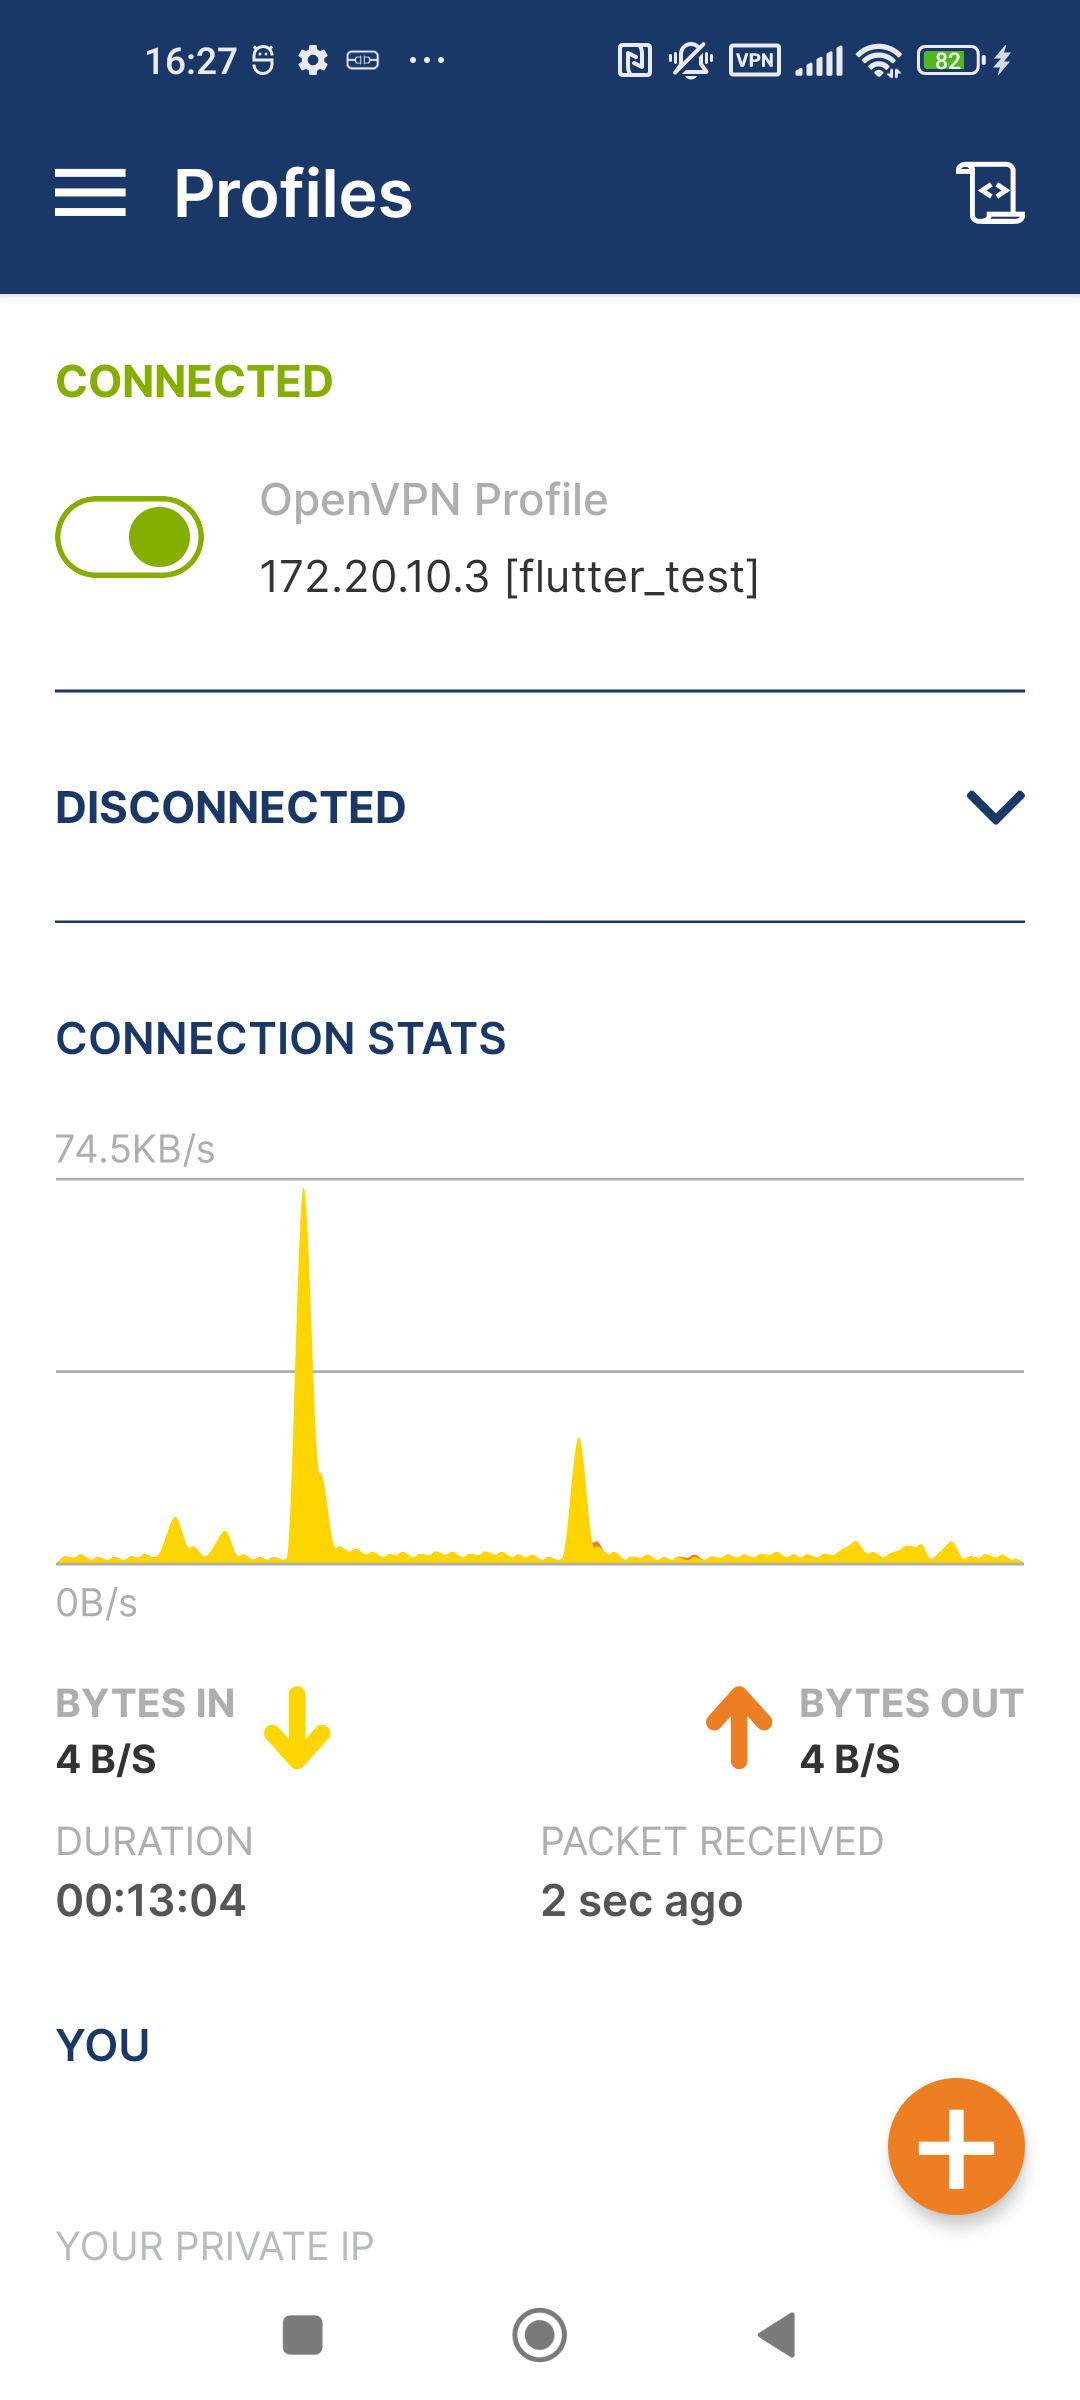 16:27
VPN
82
Profiles
CONNECTED
OpenVPN Profile
172.20.10.3 [flutter_test]
DISCONNECTED
CONNECTION STATS
74.5KB/s
0B/s
BYTES IN
4 B/S
BYTES OUT
4 B/S
DURATION
00:13:04
PACKET RECEIVED
2 sec ago
YOU
YOUR PRIVATE IP